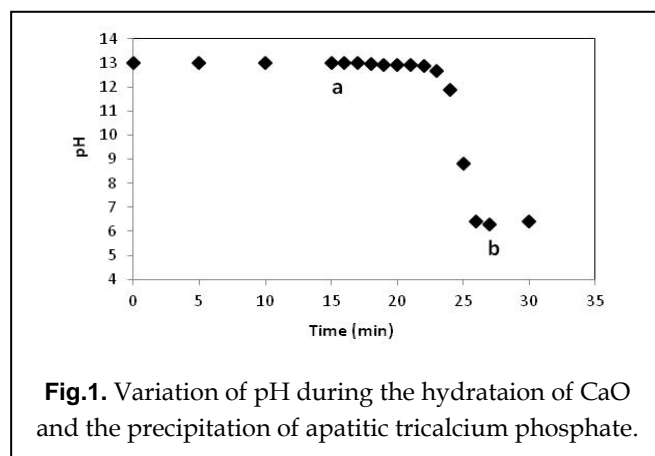 14
13
12
11
10
9
8
7
6
5
4
pH
a
b
0 5 10 15 20 25 30 35
Time (min)
Fig.1. Variation of pH during the hydrataion of CaO
and the precipitation of apatitic tricalcium phosphate.